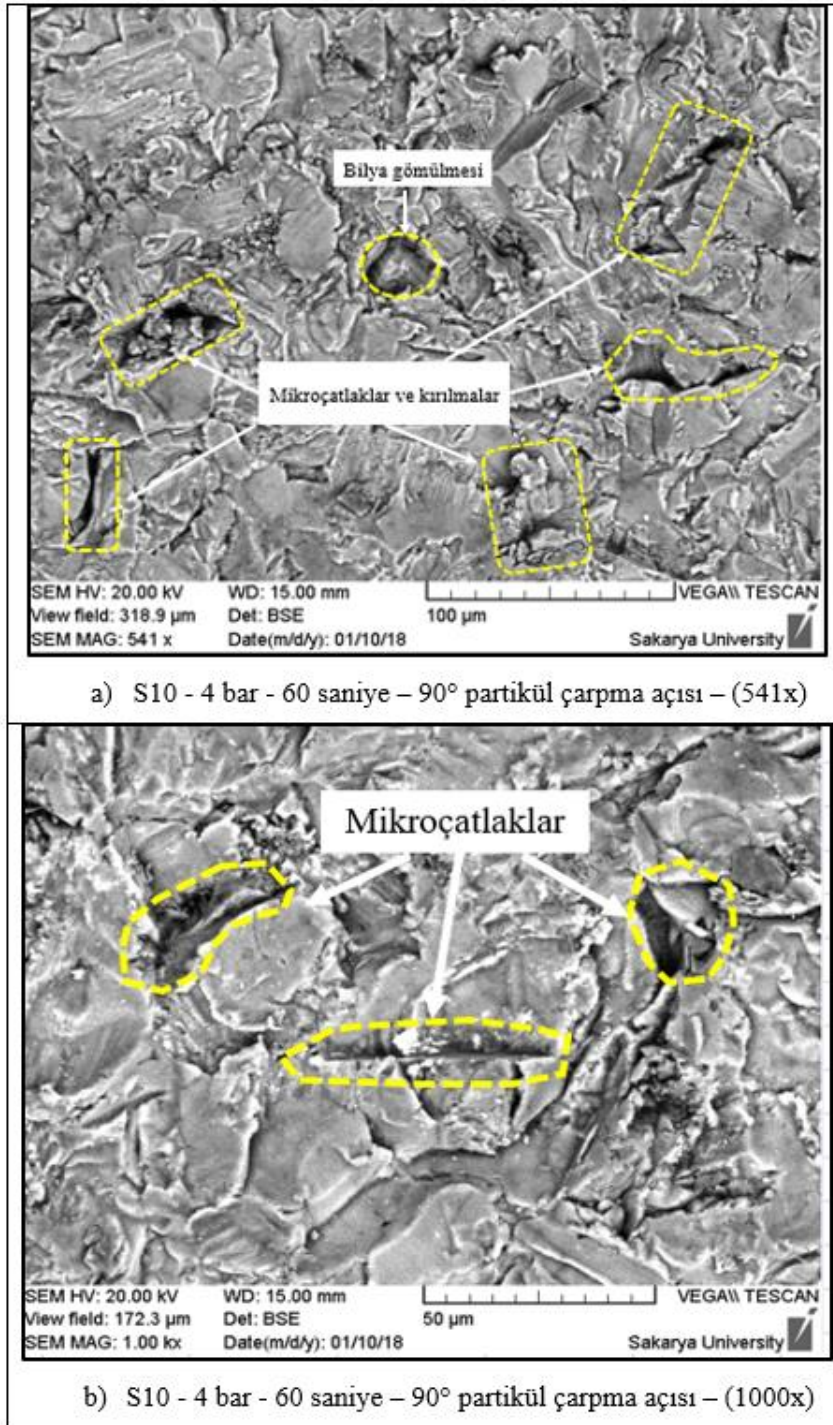 Bilya gömülmesi
Mikroçatlaklar ve kırılmalar
SEM HV: 20.00 kV WD: 15.00 mm VEGA\\ TESCAN
View field: 318.9 µm Det: BSE 100 µm
SEM MAG: 541 x Date(m/d/y): 01/10/18 Sakarya University
a) S10 - 4 bar - 60 saniye – 90° partikül çarpma açısı – (541x)
Mikroçatlaklar
SEM HV: 20.00 kV WD: 15.00 mm VEGA\\ TESCAN
View field: 172.3 µm Det: BSE 50 µm
SEM MAG: 1.00 kx Date(m/d/y): 01/10/18 Sakarya University
b) S10 - 4 bar - 60 saniye – 90° partikül çarpma açısı – (1000x)